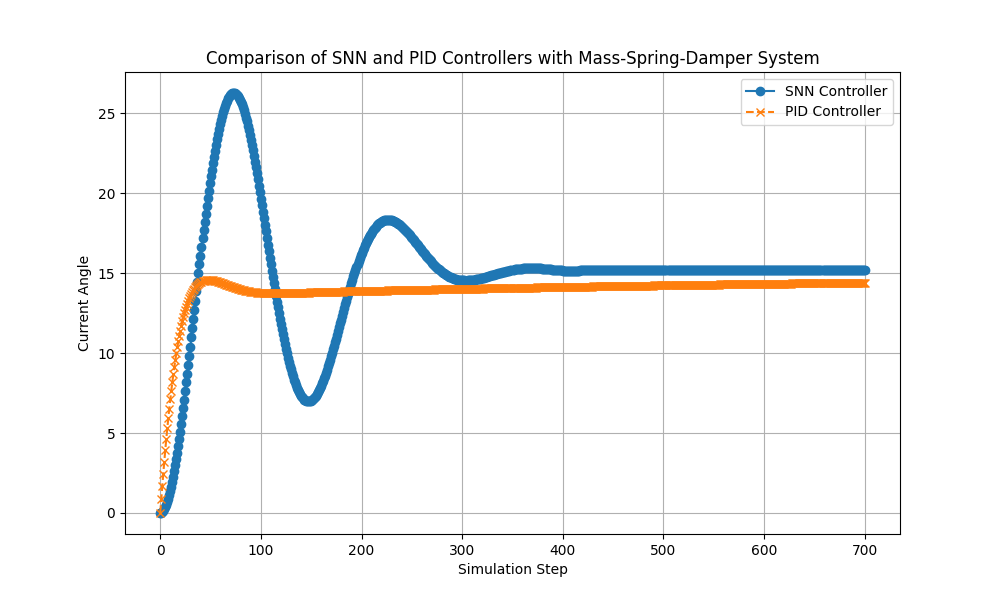 Comparison of SNN and PID Controllers with Mass-Spring-Damper System
SNN Controller
PID Controller
Current Angle
25
20
15
10
5
0
0 100 200 300 400 500 600 700
Simulation Step